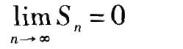 lim S_n = 0
n→∞